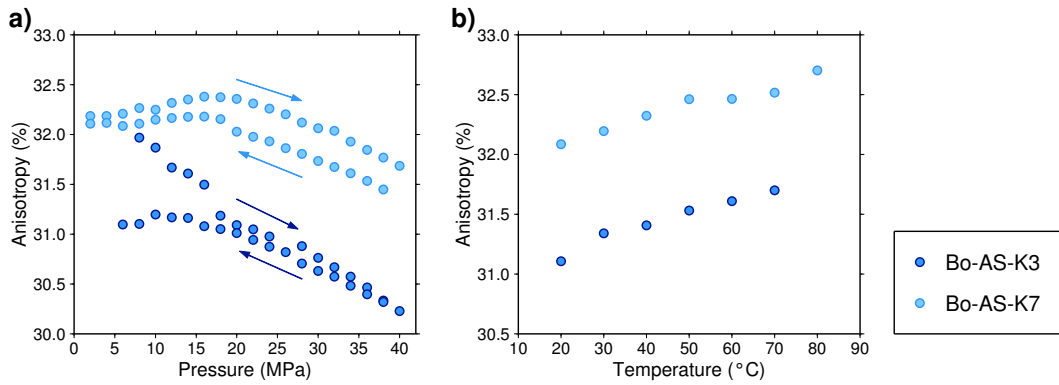 a)
33.0
32.5
32.0
31.5
31.0
30.5
30.0
Anisotropy (%)
0 5 10 15 20 25 30 35 40
Pressure (MPa)
b)
33.0
32.5
32.0
31.5
31.0
30.5
Anisotropy (%)
10 20 30 40 50 60 70 80 90
Temperature (°C)
Bo-AS-K3
Bo-AS-K7